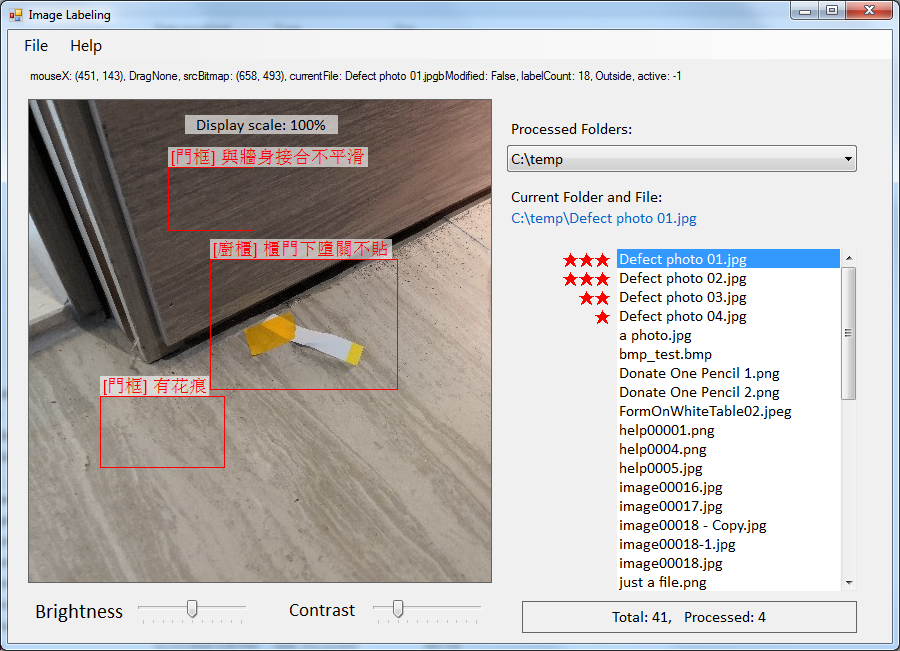 Image Labeling
File Help
mouseX: (451, 143), DragNone, srcBitmap: (658, 493), currentFile: Defect photo 01.jpgbModified: False, labelCount: 18, Outside, active: -1
Display scale: 100%
[門框] 與牆身接合不平滑
[廚櫃] 櫃門下墮關不貼
[門框] 有花痕
Brightness
Contrast
Processed Folders:
C:\temp
Current Folder and File:
C:\temp\Defect photo 01.jpg
Defect photo 01.jpg
Defect photo 02.jpg
Defect photo 03.jpg
Defect photo 04.jpg
a photo.jpg
bmp_test.bmp
Donate One Pencil 1.png
Donate One Pencil 2.png
FormOnWhiteTable02.jpeg
help00001.png
help0004.png
help0005.jpg
image00016.jpg
image00017.jpg
image00018 - Copy.jpg
image00018-1.jpg
image00018.jpg
just a file.png
Total: 41, Processed: 4